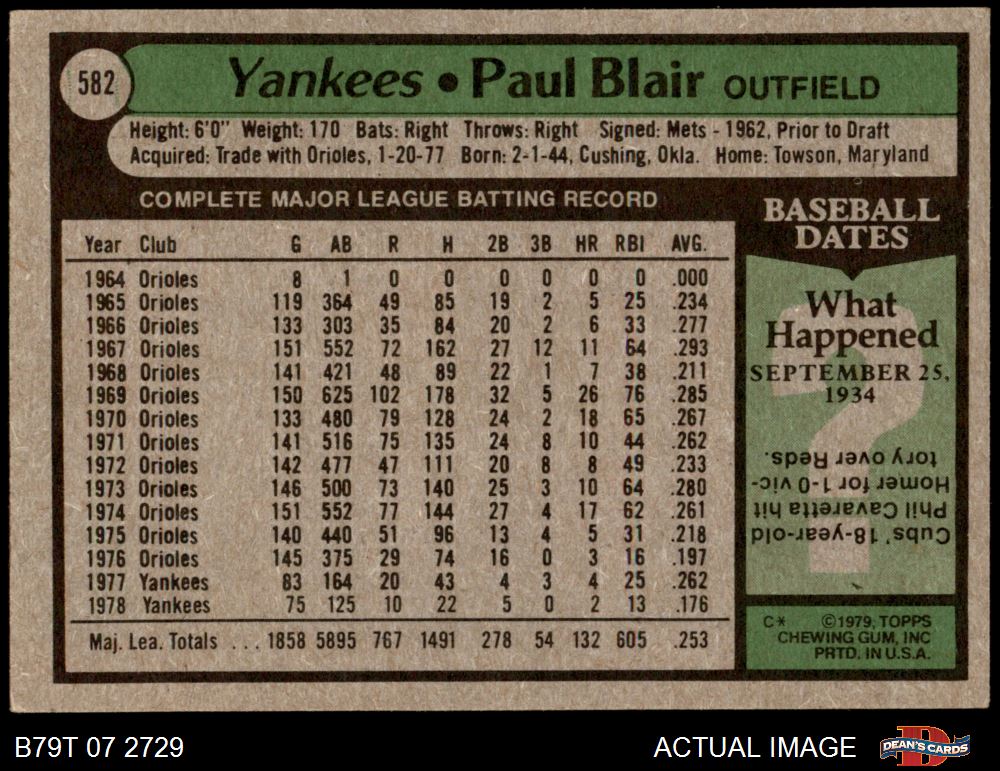 582
Yankees • Paul Blair OUTFIELD
Height: 6'0" Weight: 170 Bats: Right Throws: Right Signed: Mets - 1962, Prior to Draft
Acquired: Trade with Orioles, 1-20-77 Born: 2-1-44, Cushing, Okla. Home: Towson, Maryland
COMPLETE MAJOR LEAGUE BATTING RECORD
Year Club G AB R H 2B 3B HR RBI AVG.
1964 Orioles 8 1 0 0 0 0 0 0 .000
1965 Orioles 119 364 49 85 19 2 5 25 .234
1966 Orioles 133 303 35 84 20 2 6 33 .277
1967 Orioles 151 552 72 162 27 12 11 64 .293
1968 Orioles 141 421 48 89 22 1 7 38 .211
1969 Orioles 150 625 102 178 32 5 26 76 .285
1970 Orioles 133 480 79 128 24 2 18 65 .267
1971 Orioles 141 516 75 135 24 8 10 44 .262
1972 Orioles 142 477 47 111 20 8 8 49 .233
1973 Orioles 146 500 73 140 25 3 10 64 .280
1974 Orioles 151 552 77 144 27 4 17 62 .261
1975 Orioles 140 440 51 96 13 4 5 31 .218
1976 Orioles 145 375 29 74 16 0 3 16 .197
1977 Yankees 83 164 20 43 4 3 4 25 .262
1978 Yankees 75 125 10 22 5 0 2 13 .176
Maj. Lea. Totals . . . 1858 5895 767 1491 278 54 132 605 .253
BASEBALL
DATES
What
Happened
SEPTEMBER 25,
1934
?
Cubs' 18-year-old
Phil Cavaretta hit
Homer for 1-0 vic-
tory over Reds.
C* ©1979, TOPPS
CHEWING GUM, INC
PRTD. IN U.S.A.
B79T 07 2729
ACTUAL IMAGE
D
DEAN'S CARDS